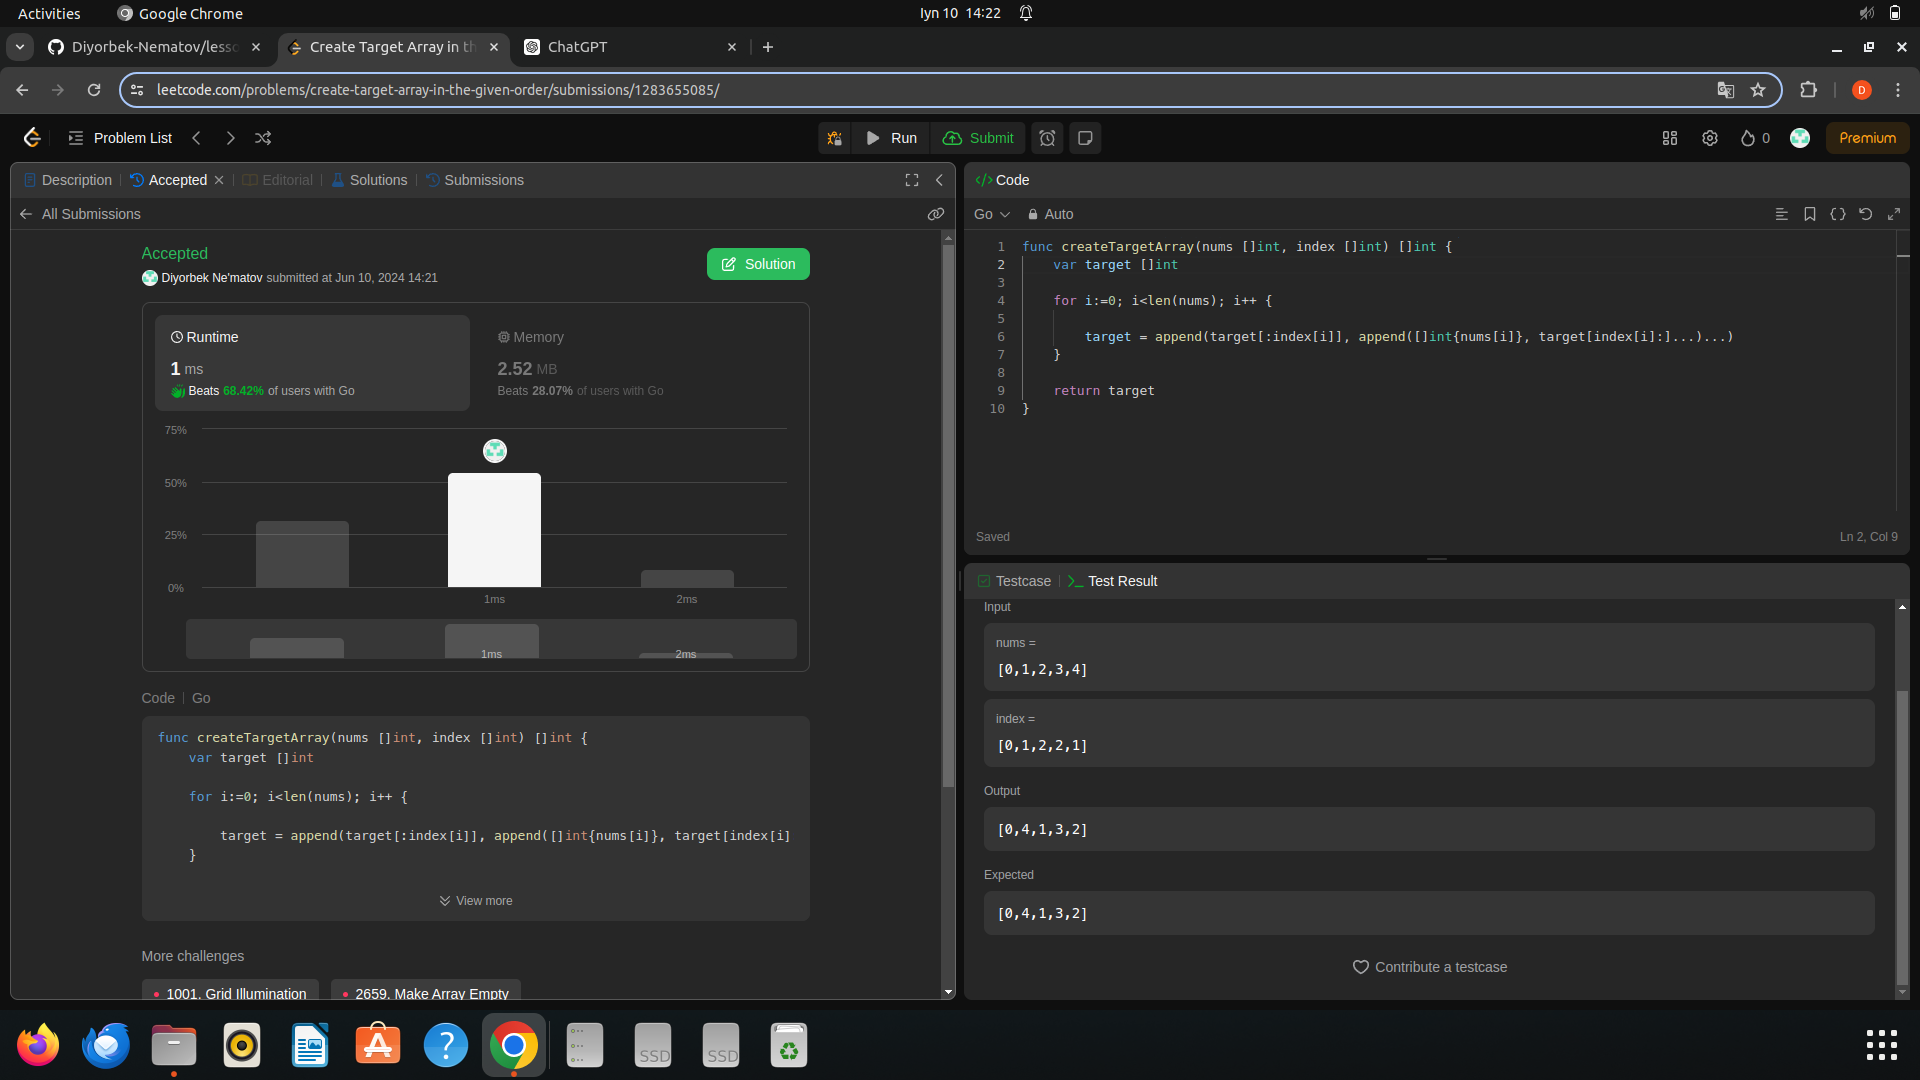 Activities
Google Chrome
Iyn 10 14:22
Diyorbek-Nematov/lesso
Create Target Array in th
ChatGPT
leetcode.com/problems/create-target-array-in-the-given-order/submissions/1283655085/
D
Problem List
Run
Submit
0
Premium
Description
Accepted
Editorial
Solutions
Submissions
All Submissions
Accepted
Diyorbek Ne'matov submitted at Jun 10, 2024 14:21
Solution
Runtime
1 ms
Beats 68.42% of users with Go
Memory
2.52 MB
Beats 28.07% of users with Go
75%
50%
25%
0%
1ms
2ms
1ms
2ms
Code
Go
func createTargetArray(nums []int, index []int) []int {
var target []int
for i:=0; i<len(nums); i++ {
target = append(target[:index[i]], append([]int{nums[i]}, target[index[i]
}
View more
More challenges
1001. Grid Illumination
2659. Make Array Empty
</> Code
Go
Auto
1 func createTargetArray(nums []int, index []int) []int {
2 var target []int
3
4 for i:=0; i<len(nums); i++ {
5
6 target = append(target[:index[i]], append([]int{nums[i]}, target[index[i]:]...)...)
7 }
8
9 return target
10 }
Saved
Ln 2, Col 9
Testcase
Test Result
Input
nums =
[0,1,2,3,4]
index =
[0,1,2,2,1]
Output
[0,4,1,3,2]
Expected
[0,4,1,3,2]
Contribute a testcase
SSD
SSD